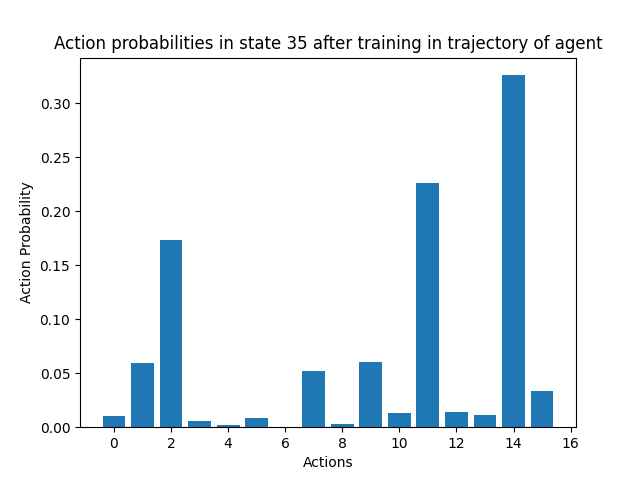 Action probabilities in state 35 after training in trajectory of agent
0.30
0.25
0.20
0.15
0.10
0.05
0.00
Action Probability
0 2 4 6 8 10 12 14 16
Actions